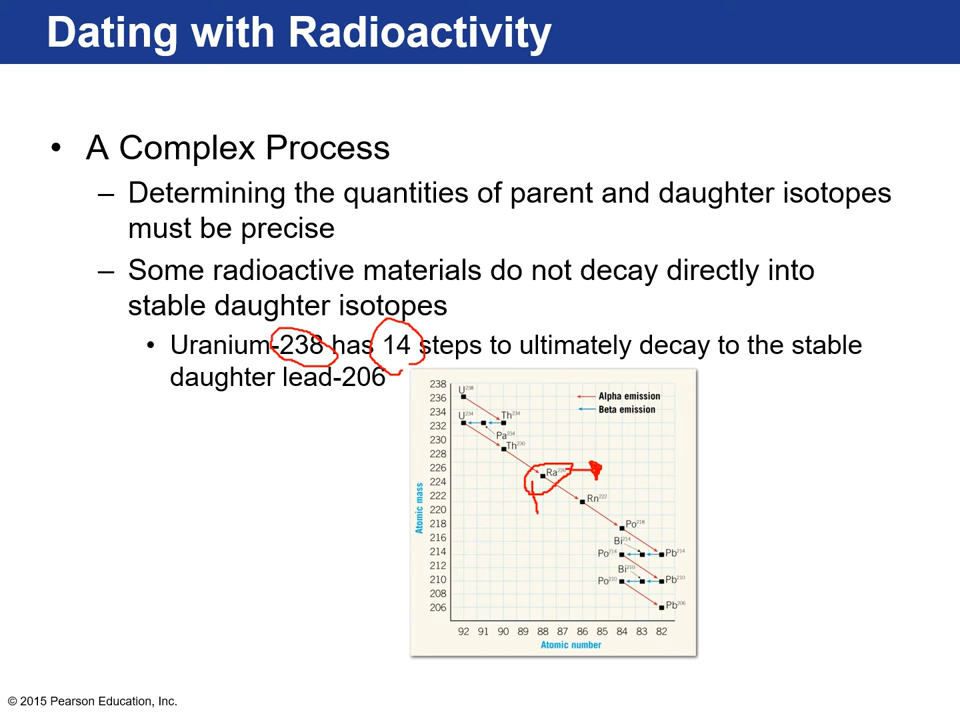 Dating with Radioactivity
• A Complex Process
– Determining the quantities of parent and daughter isotopes
must be precise
– Some radioactive materials do not decay directly into
stable daughter isotopes
• Uranium-238 has 14 steps to ultimately decay to the stable
daughter lead-206
238
236
234
232
230
228
226
224
222
220
218
216
214
212
210
208
206
Atomic mass
Alpha emission
Beta emission
U238
U234
Th234
Pa234
Th230
Ra
Rn222
Po218
Bi214
Po214
Pb214
Bi210
Po210
Pb210
Pb206
92 91 90 89 88 87 86 85 84 83 82
Atomic number
© 2015 Pearson Education, Inc.